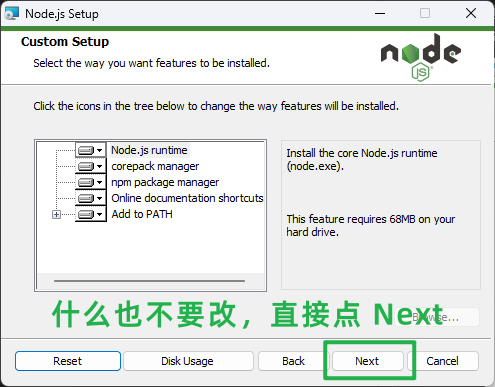 Node.js Setup
Custom Setup
Select the way you want features to be installed.
node
JS
Click the icons in the tree below to change the way features will be installed.
Node.js runtime
corepack manager
npm package manager
Online documentation shortcuts
Add to PATH
Install the core Node.js runtime
(node.exe).
This feature requires 68MB on your
hard drive.
什么也不要改，直接点 Next
Browse...
Reset
Disk Usage
Back
Next
Cancel